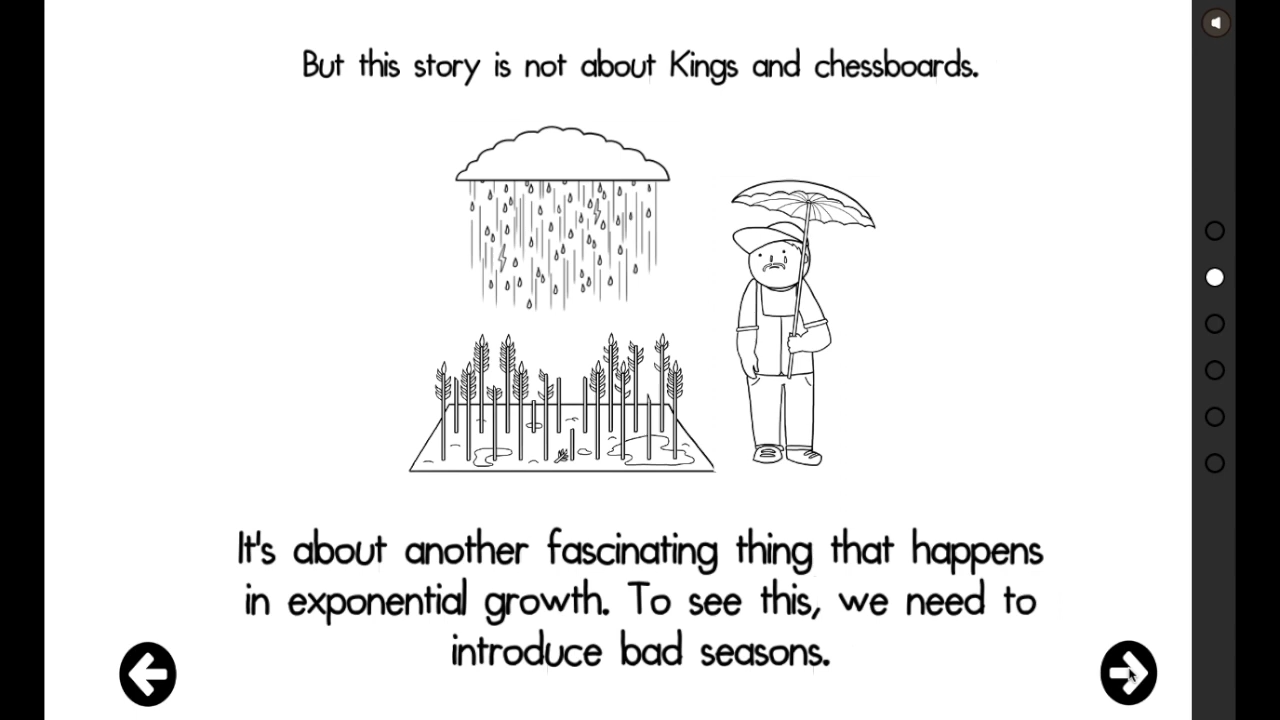 But this story is not about Kings and chessboards.
It's about another fascinating thing that happens
in exponential growth. To see this, we need to
introduce bad seasons.